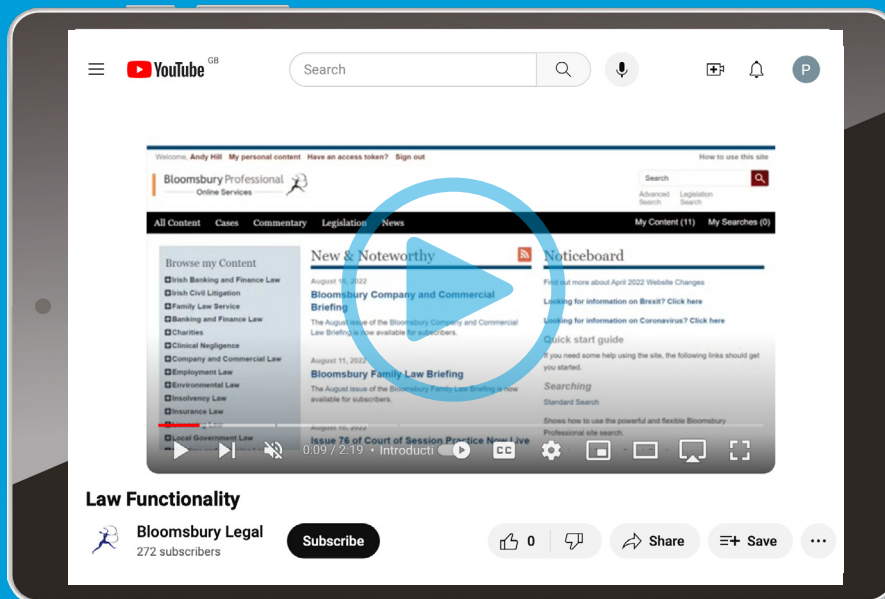 YouTube GB
Search
P
Welcome, Andy Hill My personal content Have an access token? Sign out
How to use this site
Bloomsbury Professional
Online Services
Search
Advanced Search
Legislation Search
All Content Cases Commentary Legislation News
My Content (11) My Searches (0)
Browse my Content
Irish Banking and Finance Law
Irish Civil Litigation
Family Law Service
Banking and Finance Law
Charities
Clinical Negligence
Company and Commercial Law
Employment Law
Environmental Law
Insolvency Law
Insurance Law
Local Government Law
New & Noteworthy
August 16, 2022
Bloomsbury Company and Commercial
Briefing
The August issue of the Bloomsbury Company and Commercial
Law Briefing is now available for subscribers.
August 11, 2022
Bloomsbury Family Law Briefing
The August issue of the Bloomsbury Family Law Briefing is now
available for subscribers.
August 10, 2022
Issue 76 of Court of Session Practice Now Live
Noticeboard
Find out more about April 2022 Website Changes
Looking for information on Brexit? Click here
Looking for information on Coronavirus? Click here
Quick start guide
If you need some help using the site, the following links should get
you started.
Searching
Standard Search
Shows how to use the powerful and flexible Bloomsbury
Professional site search.
0:09 / 2:19 • Introducti
CC
Law Functionality
Bloomsbury Legal
272 subscribers
Subscribe
0
Share
Save